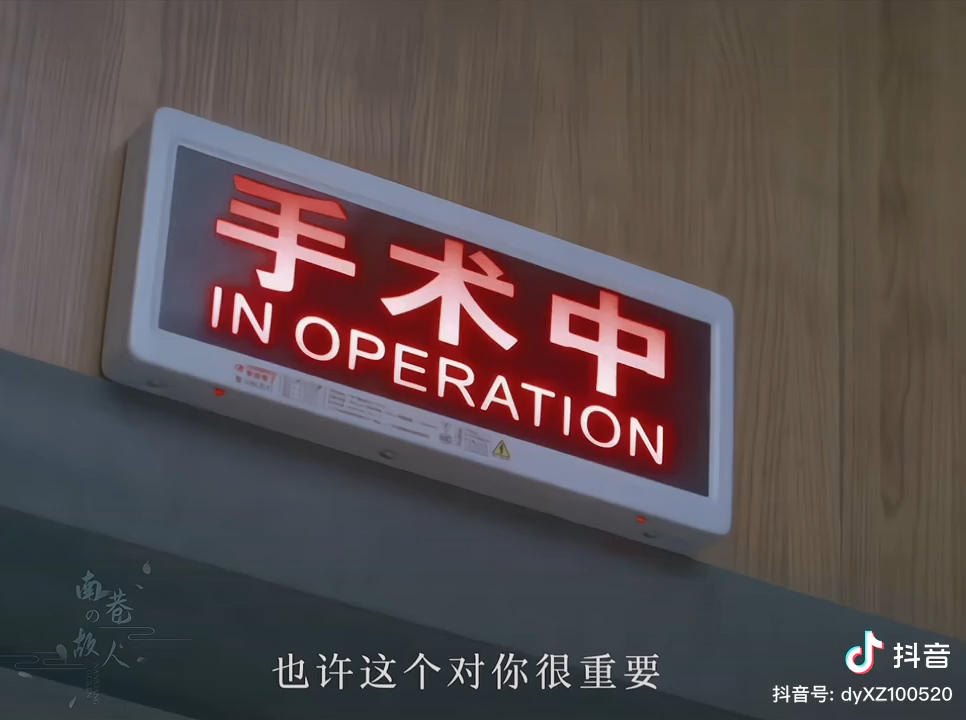 手术中
IN OPERATION
南巷
の
故人
也许这个对你很重要
抖音
抖音号: dyXZ100520